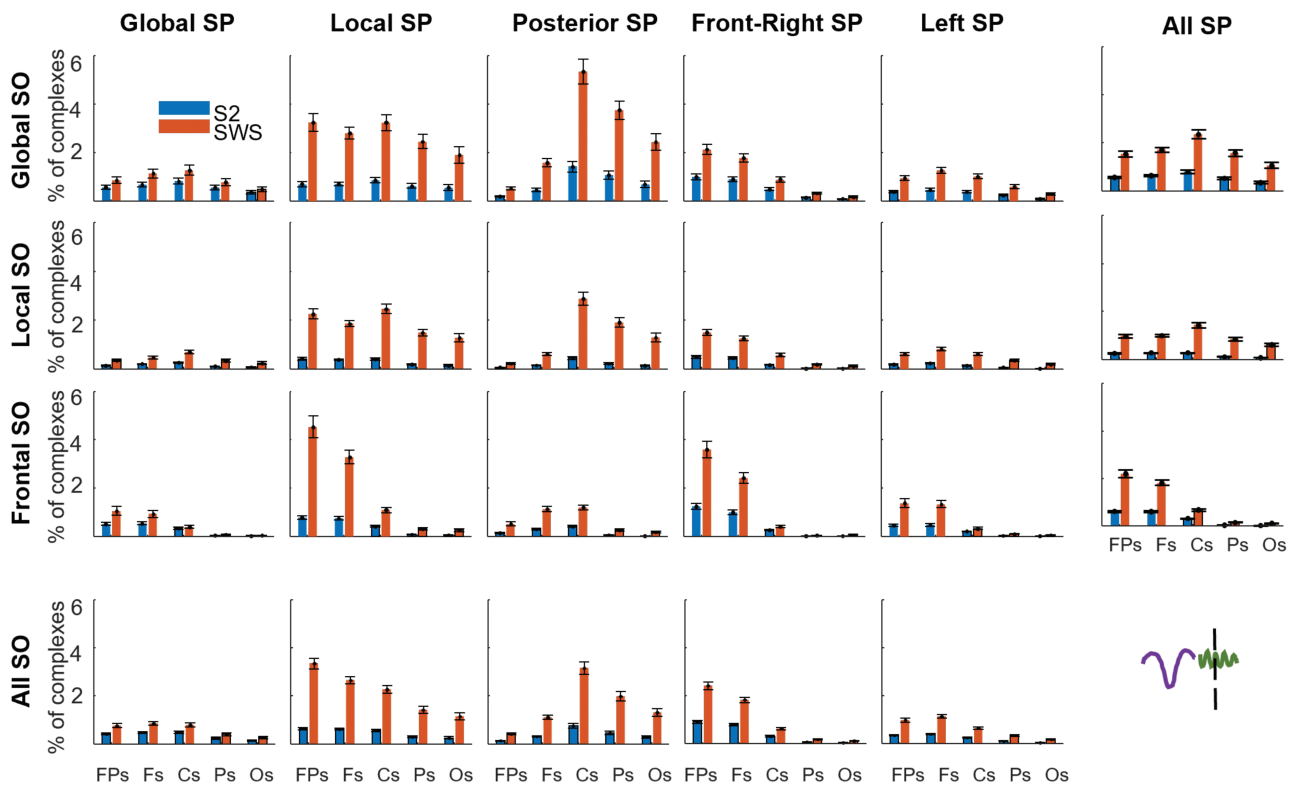 Global SP Local SP Posterior SP Front-Right SP Left SP All SP
Global SO
% of complexes
6
4
2
S2
SWS
Local SO
% of complexes
6
4
2
Frontal SO
% of complexes
6
4
2
FPs Fs Cs Ps Os
All SO
% of complexes
6
4
2
FPs Fs Cs Ps Os FPs Fs Cs Ps Os FPs Fs Cs Ps Os FPs Fs Cs Ps Os FPs Fs Cs Ps Os